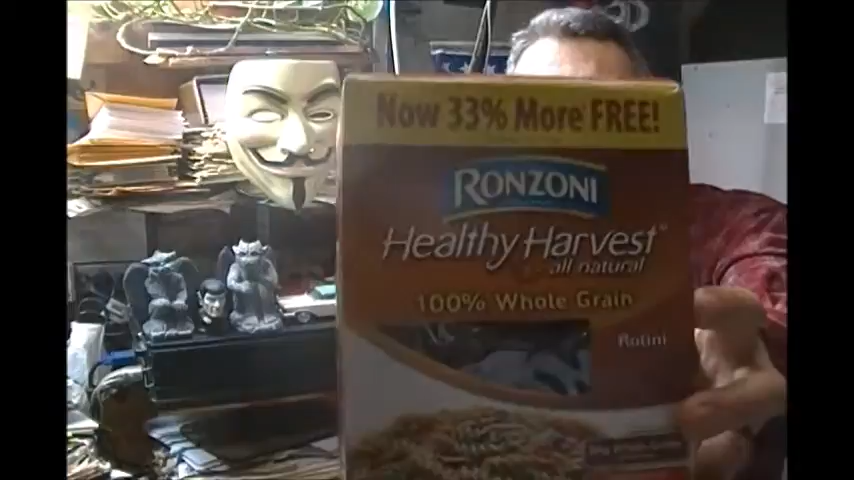 Now 33% More FREE!
RONZONI
Healthy Harvest®
all natural
100% Whole Grain
Rotini